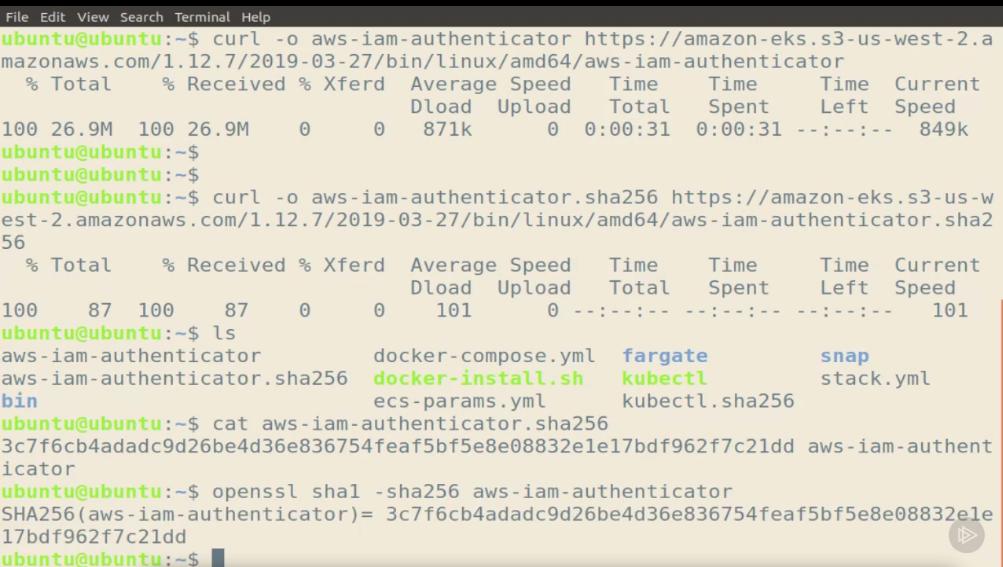 File Edit View Search Terminal Help
ubuntu@ubuntu:~$ curl -o aws-iam-authenticator https://amazon-eks.s3-us-west-2.a
mazonaws.com/1.12.7/2019-03-27/bin/linux/amd64/aws-iam-authenticator
% Total % Received % Xferd Average Speed Time Time Time Current
Dload Upload Total Spent Left Speed
100 26.9M 100 26.9M 0 0 871k 0 0:00:31 0:00:31 --:--:-- 849k
ubuntu@ubuntu:~$
ubuntu@ubuntu:~$
ubuntu@ubuntu:~$ curl -o aws-iam-authenticator.sha256 https://amazon-eks.s3-us-w
est-2.amazonaws.com/1.12.7/2019-03-27/bin/linux/amd64/aws-iam-authenticator.sha2
56
% Total % Received % Xferd Average Speed Time Time Time Current
Dload Upload Total Spent Left Speed
100 87 100 87 0 0 101 0 --:--:-- --:--:-- --:--:-- 101
ubuntu@ubuntu:~$ ls
aws-iam-authenticator docker-compose.yml fargate snap
aws-iam-authenticator.sha256 docker-install.sh kubectl stack.yml
bin ecs-params.yml kubectl.sha256
ubuntu@ubuntu:~$ cat aws-iam-authenticator.sha256
3c7f6cb4adadc9d26be4d36e836754feaf5bf5e8e08832e1e17bdf962f7c21dd aws-iam-authent
icator
ubuntu@ubuntu:~$ openssl sha1 -sha256 aws-iam-authenticator
SHA256(aws-iam-authenticator)= 3c7f6cb4adadc9d26be4d36e836754feaf5bf5e8e08832e1e
17bdf962f7c21dd
ubuntu@ubuntu:~$